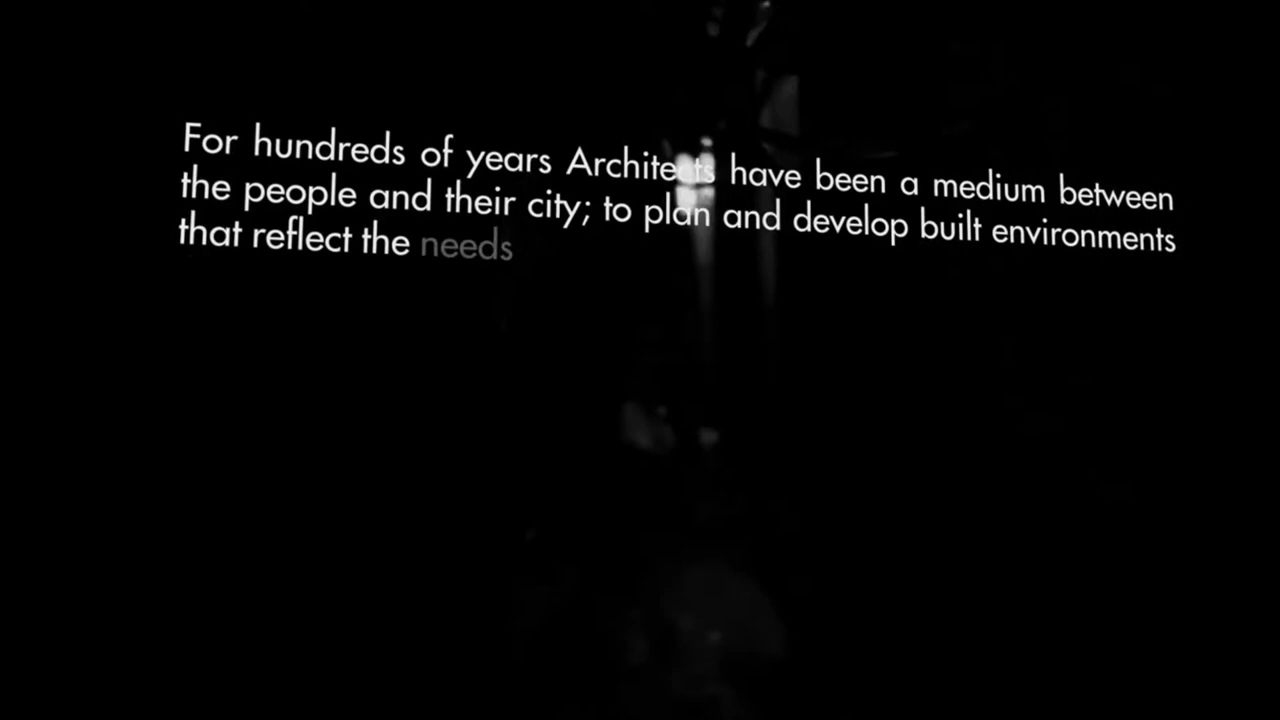 For hundreds of years Architects have been a medium between
the people and their city; to plan and develop built environments
that reflect the needs